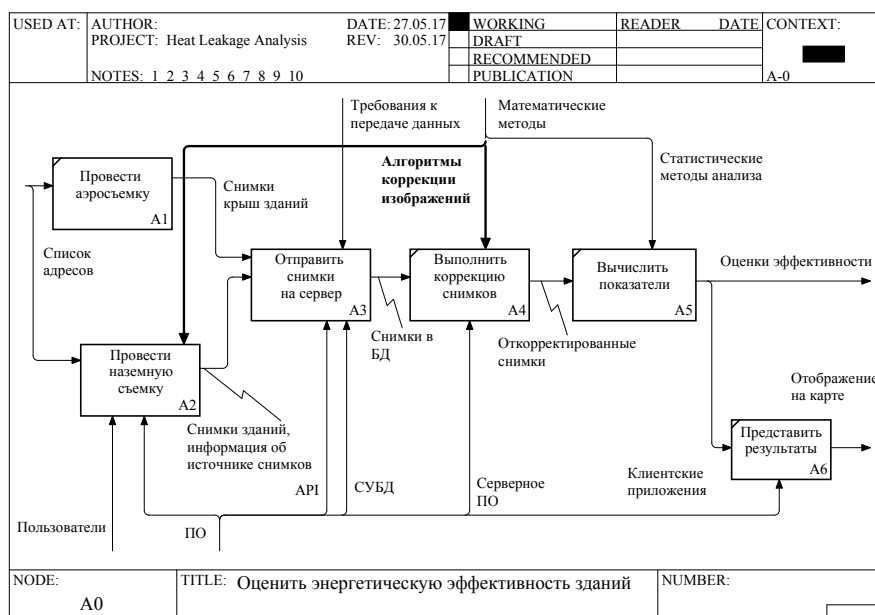 USED AT:
AUTHOR:
DATE: 27.05.17
WORKING
READER
DATE
CONTEXT:
PROJECT: Heat Leakage Analysis
REV: 30.05.17
DRAFT
RECOMMENDED
NOTES: 1 2 3 4 5 6 7 8 9 10
PUBLICATION
A-0
Требования к
передаче данных
Математические
методы
Алгоритмы
коррекции
изображений
Статистические
методы анализа
Провести
аэросъемку
A1
Снимки
крыш зданий
Список
адресов
Отправить
снимки
на сервер
A3
Выполнить
коррекцию
снимков
A4
Вычислить
показатели
A5
Оценки эффективности
Снимки в
БД
Откорректированные
снимки
Провести
наземную
съемку
A2
Отображение
на карте
Снимки зданий,
информация об
источнике снимков
Представить
результаты
A6
API
СУБД
Серверное
ПО
Клиентские
приложения
Пользователи
ПО
NODE:
A0
TITLE: Оценить энергетическую эффективность зданий
NUMBER: